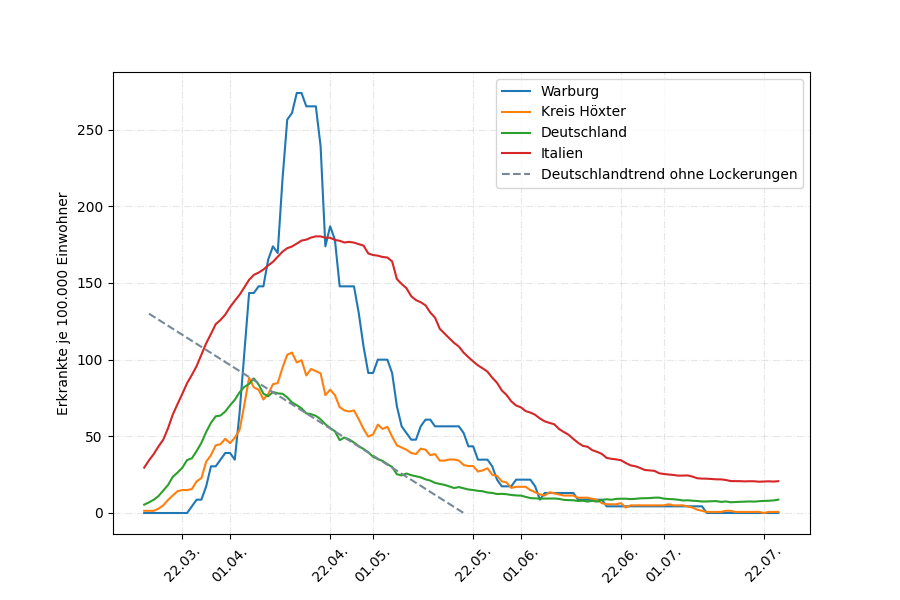 Warburg
Kreis Höxter
Deutschland
Italien
Deutschlandtrend ohne Lockerungen
Erkrankte je 100.000 Einwohner
250
200
150
100
50
0
22.03.
01.04.
22.04.
01.05.
22.05.
01.06.
22.06.
01.07.
22.07.